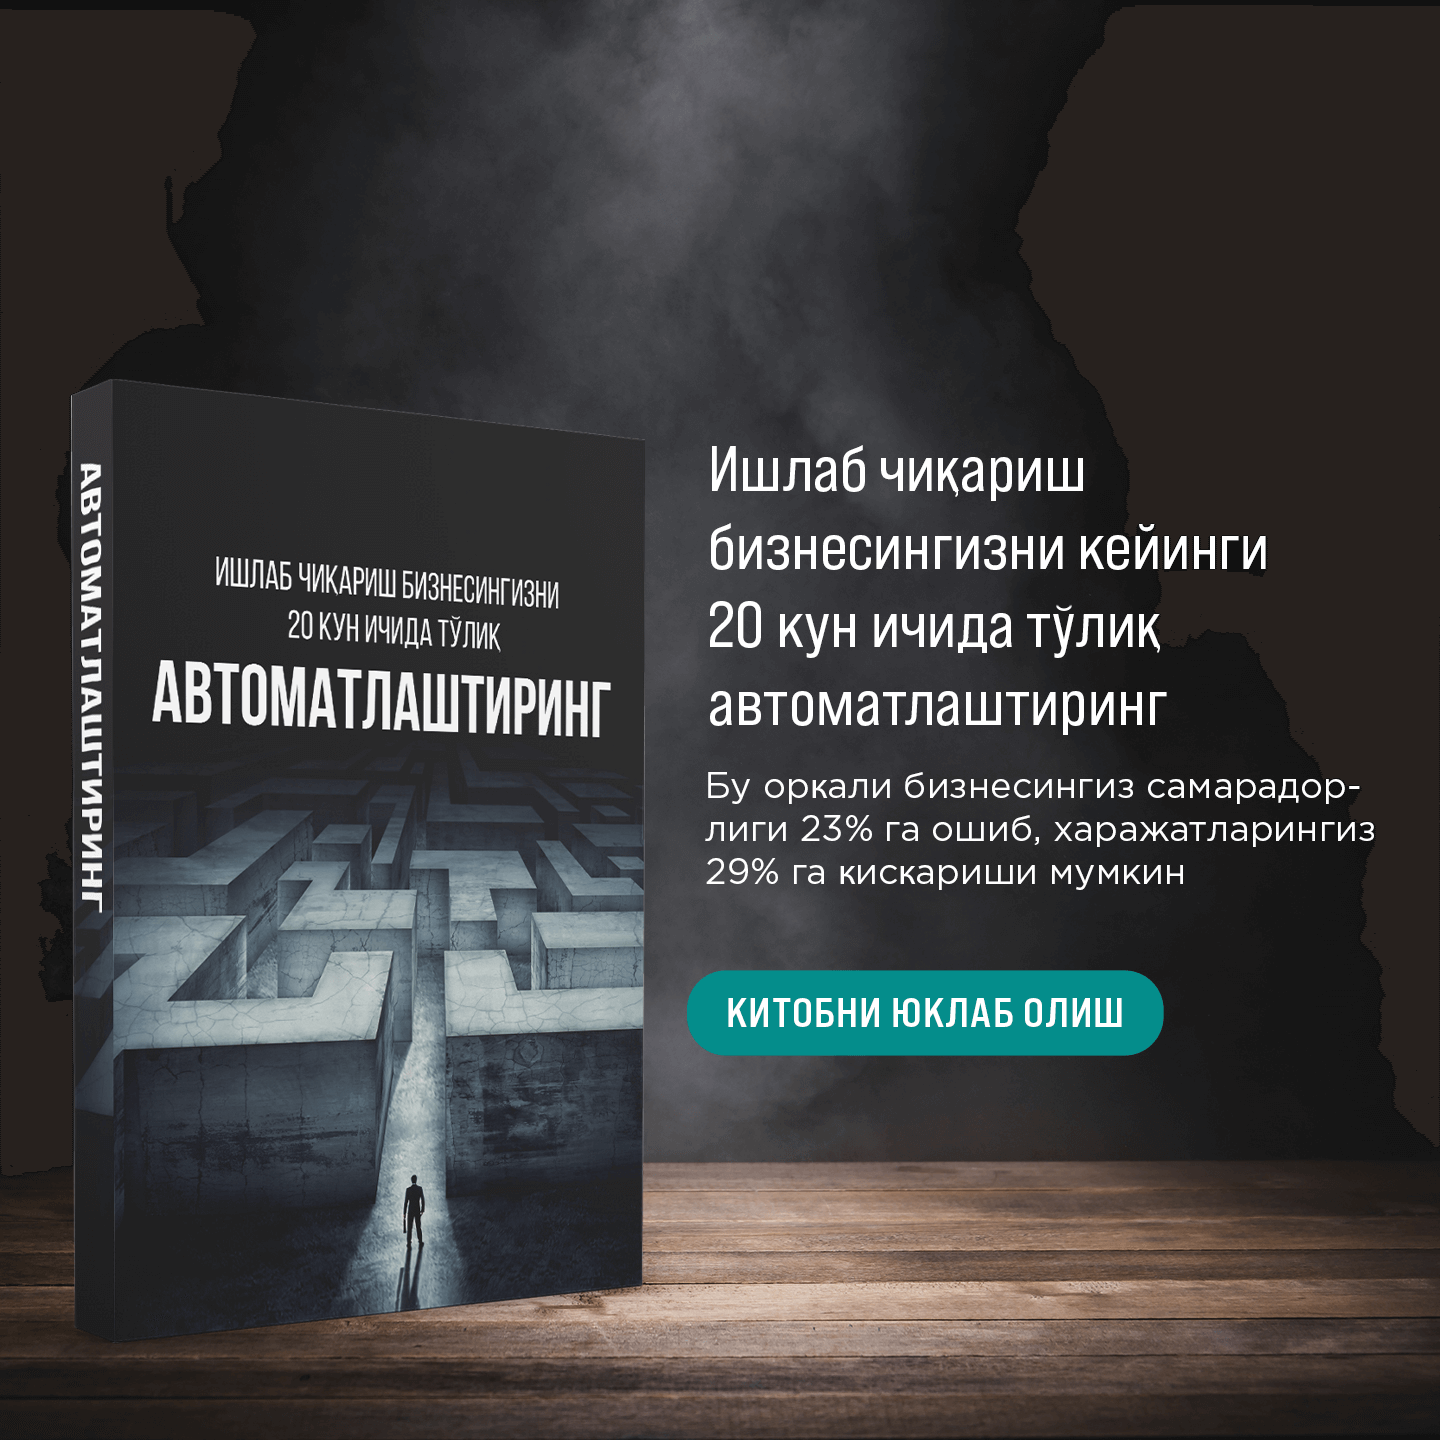 АВТОМАТЛАШТИРИНГ
ИШЛАБ ЧИҚАРИШ БИЗНЕСИНГИЗНИ
20 КУН ИЧИДА ТЎЛИҚ
АВТОМАТЛАШТИРИНГ
Ишлаб чиқариш
бизнесингизни кейинги
20 кун ичида тўлиқ
автоматлаштиринг
Бу оркали бизнесингиз самарадор-
лиги 23% га ошиб, харажатларингиз
29% га кискариши мумкин
КИТОБНИ ЮКЛАБ ОЛИШ